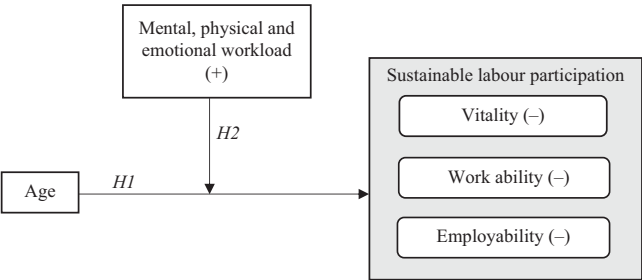 Mental, physical and
emotional workload
(+)
Sustainable labour participation
Vitality (–)
H2
Work ability (–)
H1
Age
Employability (–)